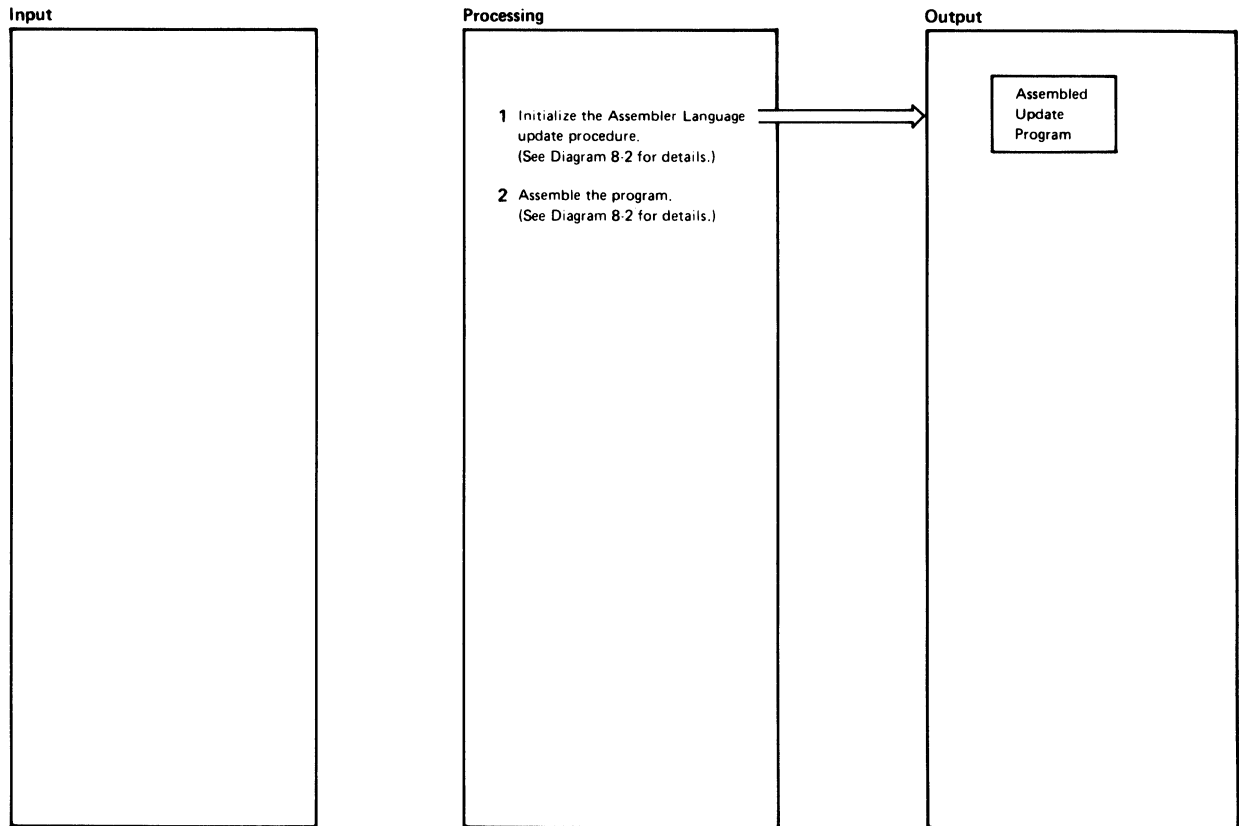 Input
Processing
Output
1 Initialize the Assembler Language
update procedure.
(See Diagram 8-2 for details.)
2 Assemble the program.
(See Diagram 8-2 for details.)
Assembled
Update
Program